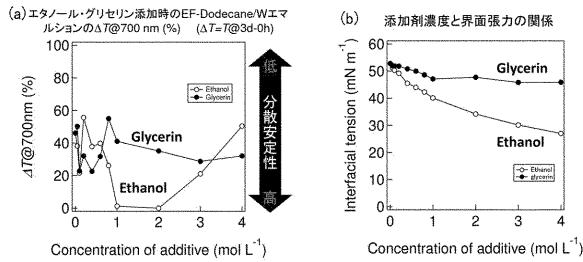 (a) エタノール・グリセリン添加時のEF-Dodecane/Wエマ
ルションのΔT@700 nm (%) (ΔT=T@3d-0h)
100
80
60
40
20
0
ΔT@700nm (%)
Ethanol
Glycerin
Glycerin
Ethanol
0 1 2 3 4
Concentration of additive (mol L-1)
低
分散安定性
高
(b) 添加剤濃度と界面張力の関係
60
50
40
30
20
10
0
Interfacial tension (mN m-1)
Glycerin
Ethanol
Ethanol
glycerin
0 1 2 3 4
Concentration of additive (mol L-1)